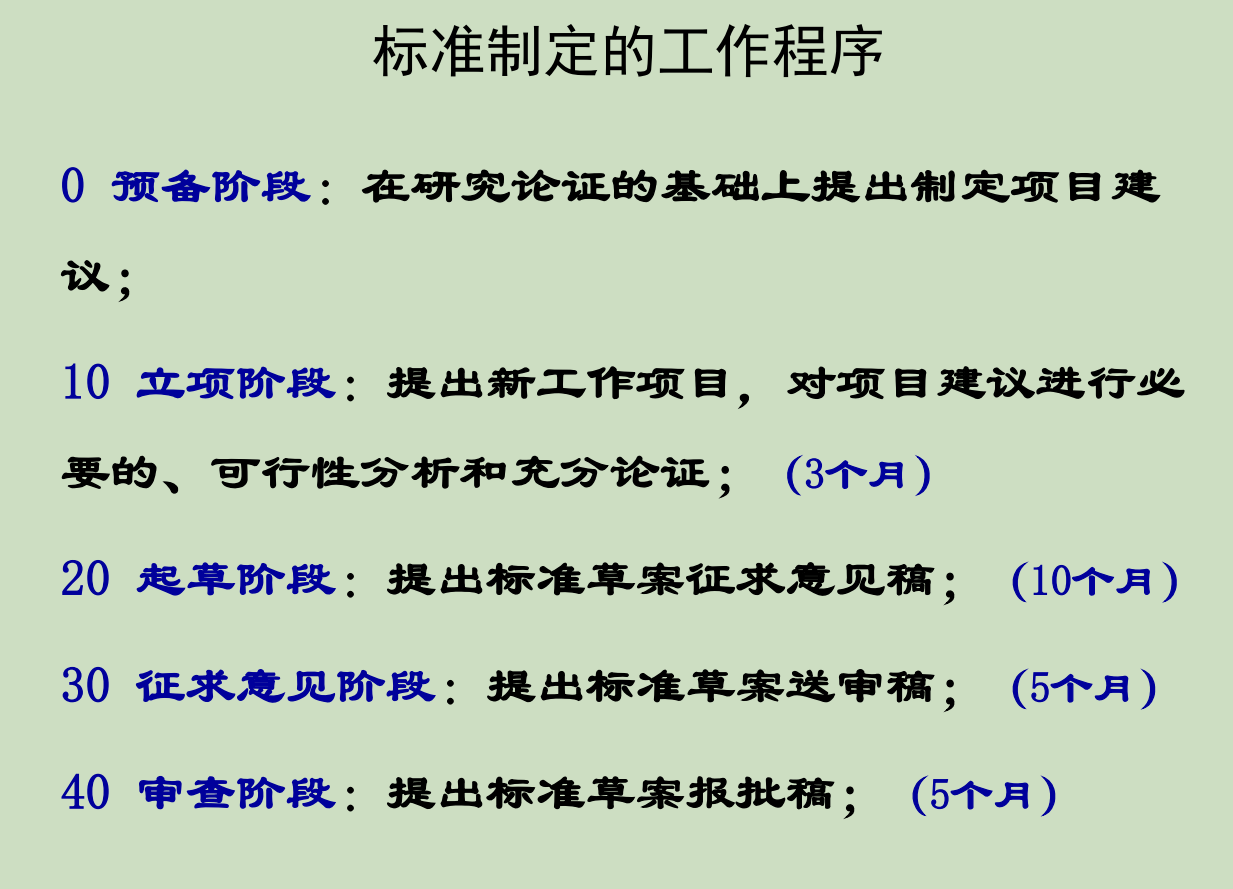 标准制定的工作程序
0 预备阶段：在研究论证的基础上提出制定项目建
议；
10 立项阶段：提出新工作项目，对项目建议进行必
要的、可行性分析和充分论证；（3个月）
20 起草阶段：提出标准草案征求意见稿；（10个月）
30 征求意见阶段：提出标准草案送审稿；（5个月）
40 审查阶段：提出标准草案报批稿；（5个月）